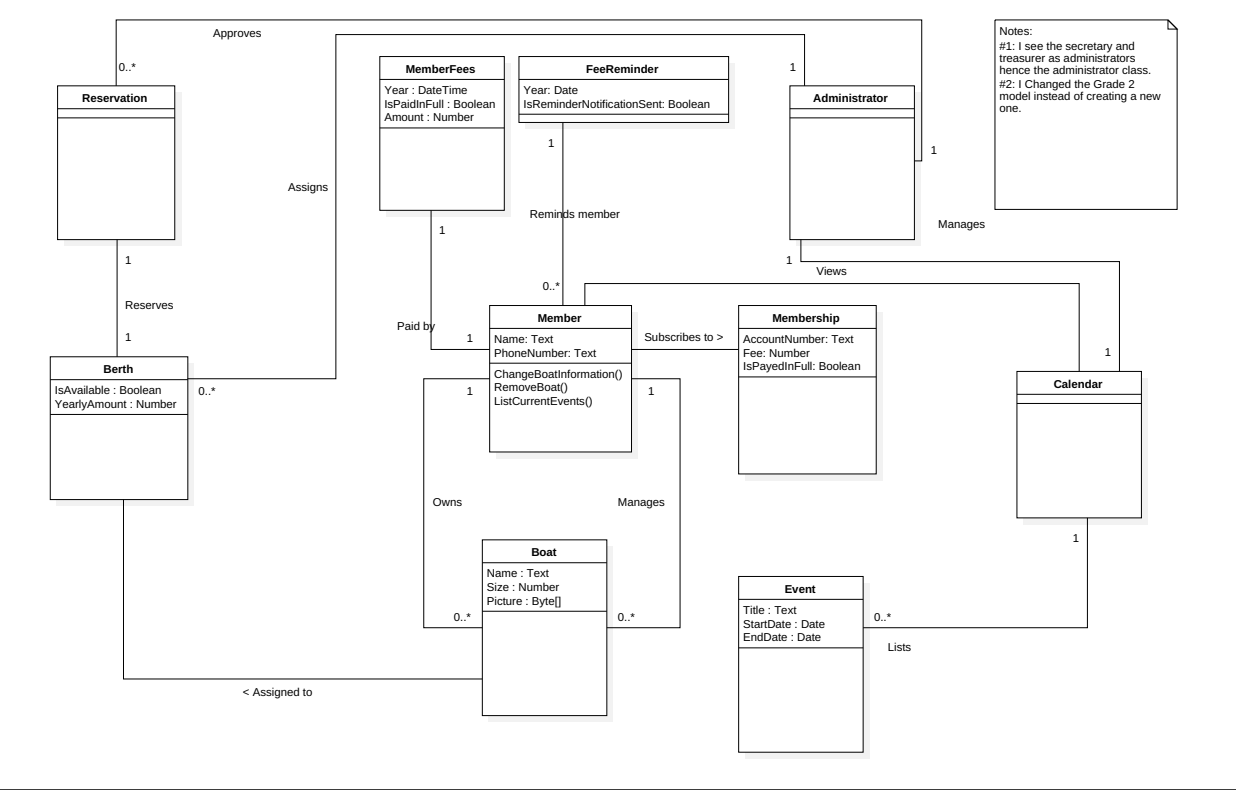 Approves
Notes:
#1: I see the secretary and
treasurer as administrators
hence the administrator class.
#2: I Changed the Grade 2
model instead of creating a new
one.
0..*
1
MemberFees
Year : DateTime
IsPaidInFull : Boolean
Amount : Number
FeeReminder
Year: Date
IsReminderNotificationSent: Boolean
Reservation
Administrator
1
1
Assigns
Reminds member
1
Manages
1
1
Views
Reserves
0..*
Paid by
1
1
Member
Name: Text
PhoneNumber: Text
ChangeBoatInformation()
RemoveBoat()
ListCurrentEvents()
Subscribes to >
Membership
AccountNumber: Text
Fee: Number
IsPayedInFull: Boolean
1
Berth
IsAvailable : Boolean
YearlyAmount : Number
0..*
1
1
Calendar
Owns
Manages
1
Boat
Name : Text
Size : Number
Picture : Byte[]
0..*
0..*
Event
Title : Text
StartDate : Date
EndDate : Date
0..*
Lists
< Assigned to